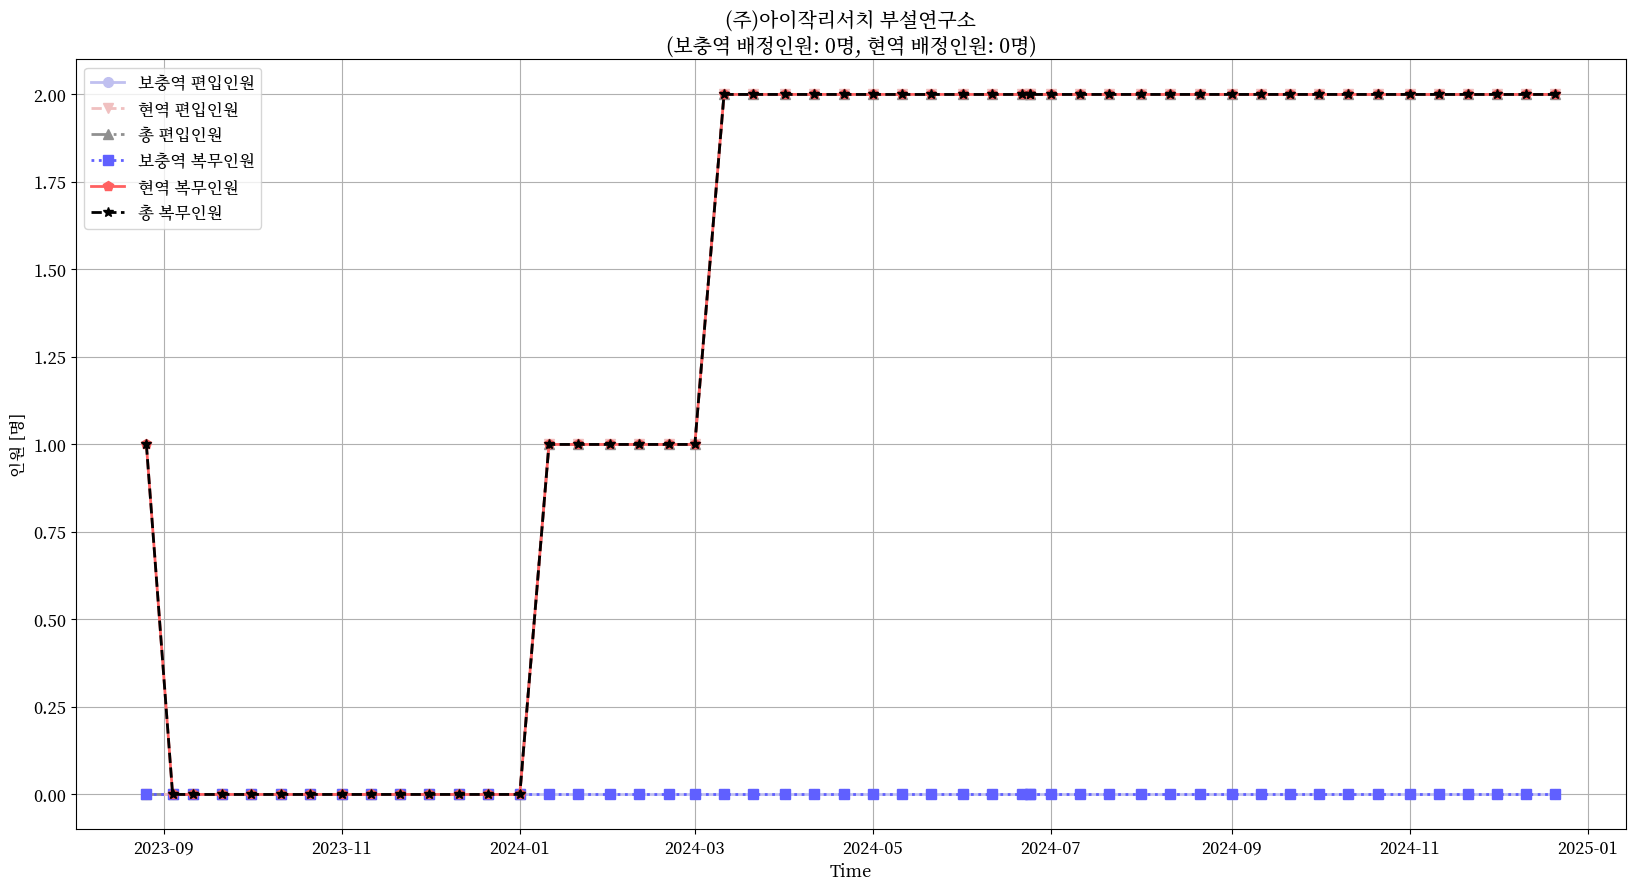 (주)아이작리서치 부설연구소
(보충역 배정인원: 0명, 현역 배정인원: 0명)
보충역 편입인원
현역 편입인원
총 편입인원
보충역 복무인원
현역 복무인원
총 복무인원
2.00
1.75
1.50
1.25
1.00
0.75
0.50
0.25
0.00
인원 [명]
2023-09
2023-11
2024-01
2024-03
2024-05
2024-07
2024-09
2024-11
2025-01
Time